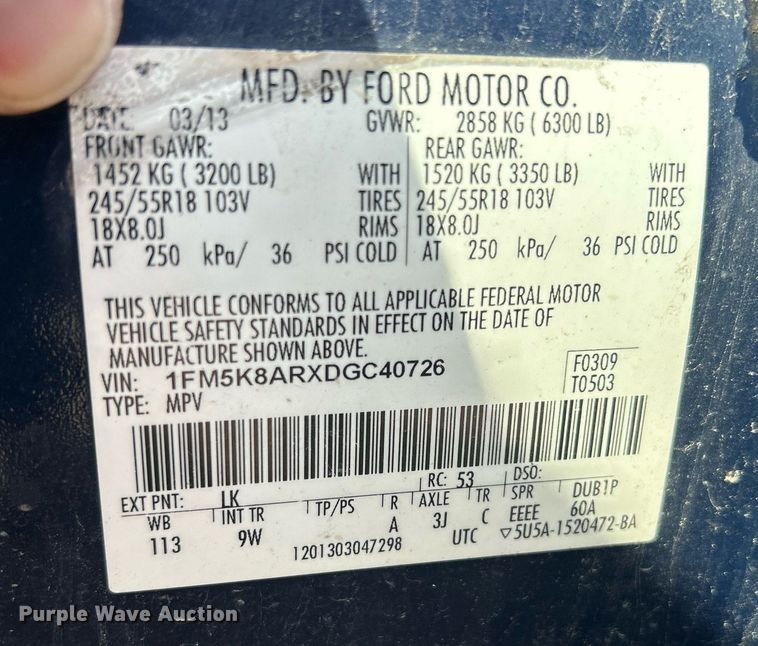 MFD. BY FORD MOTOR CO.
DATE 03/13 GVWR: 2858 KG ( 6300 LB)
FRONT GAWR: REAR GAWR:
1452 KG ( 3200 LB) WITH 1520 KG ( 3350 LB) WITH
245/55R18 103V TIRES 245/55R18 103V TIRES
18X8.0J RIMS 18X8.0J RIMS
AT 250 kPa/ 36 PSI COLD AT 250 kPa/ 36 PSI COLD
THIS VEHICLE CONFORMS TO ALL APPLICABLE FEDERAL MOTOR
VEHICLE SAFETY STANDARDS IN EFFECT ON THE DATE OF
MANUFACTURE SHOWN ABOVE.
VIN: 1FM5K8ARXDGC40726 F0309
TYPE: MPV T0503
EXT PNT: LK RC: 53 DSO:
WB INT TR TP/PS R AXLE TR SPR DUB1P
113 9W A 3J C EEEE 60A
1201303047298 UTC ▽5U5A-1520472-BA
Purple Wave Auction